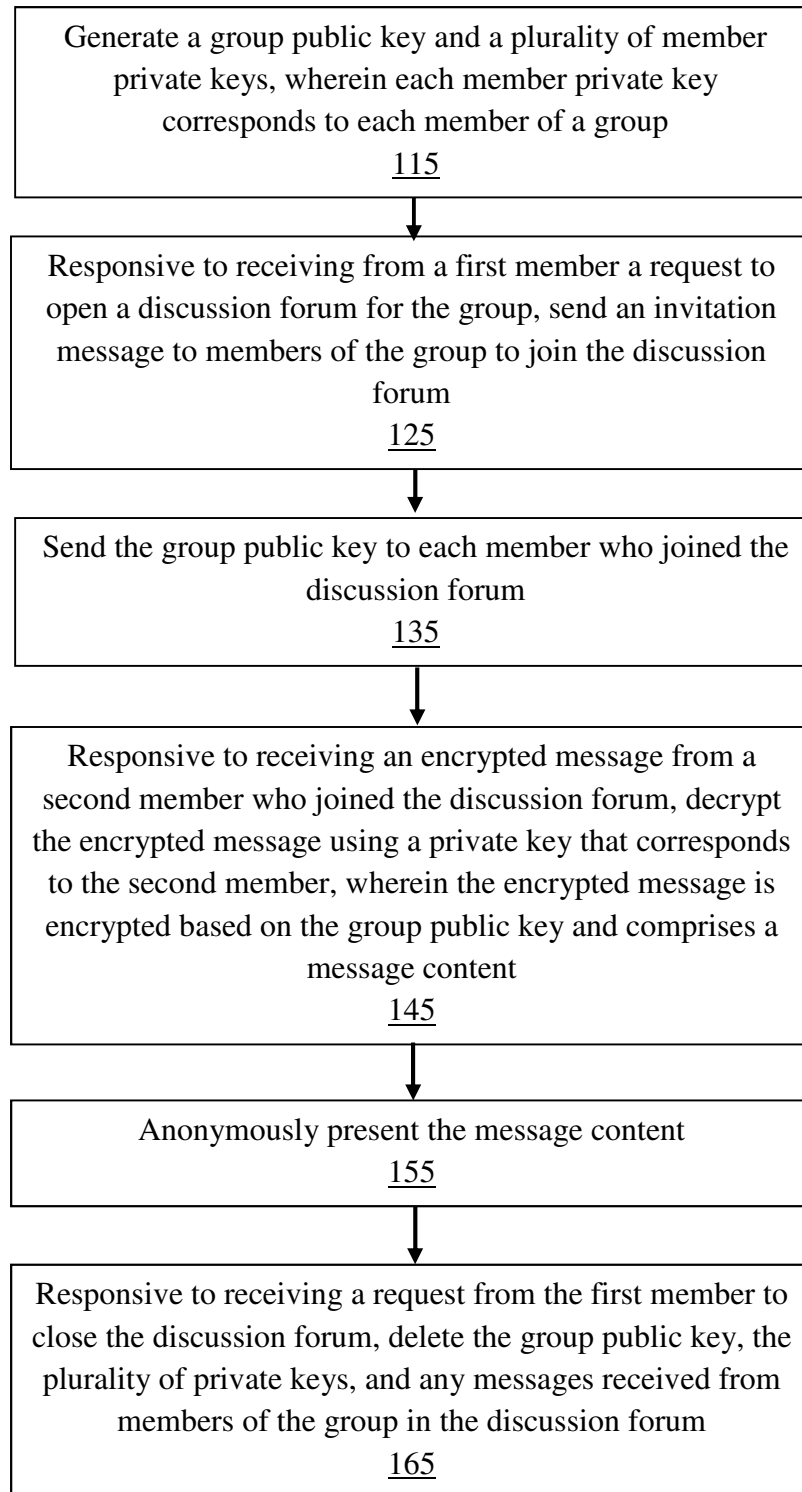 Generate a group public key and a plurality of member
private keys, wherein each member private key
corresponds to each member of a group
115
Responsive to receiving from a first member a request to
open a discussion forum for the group, send an invitation
message to members of the group to join the discussion
forum
125
Send the group public key to each member who joined the
discussion forum
135
Responsive to receiving an encrypted message from a
second member who joined the discussion forum, decrypt
the encrypted message using a private key that corresponds
to the second member, wherein the encrypted message is
encrypted based on the group public key and comprises a
message content
145
Anonymously present the message content
155
Responsive to receiving a request from the first member to
close the discussion forum, delete the group public key, the
plurality of private keys, and any messages received from
members of the group in the discussion forum
165